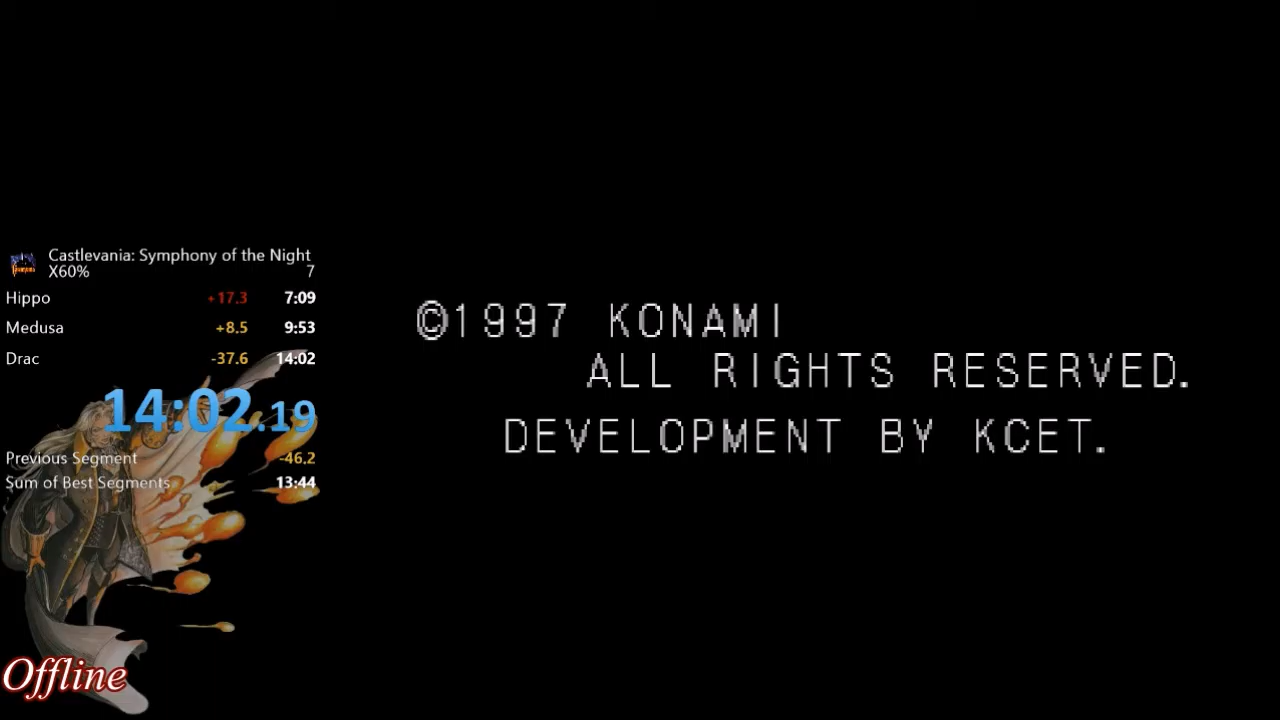 Castlevania: Symphony of the Night
X60% 7
Hippo +17.3 7:09
Medusa +8.5 9:53
Drac -37.6 14:02
14:02.19
Previous Segment -46.2
Sum of Best Segments 13:44
Offline
©1997 KONAMI
ALL RIGHTS RESERVED.
DEVELOPMENT BY KCET.